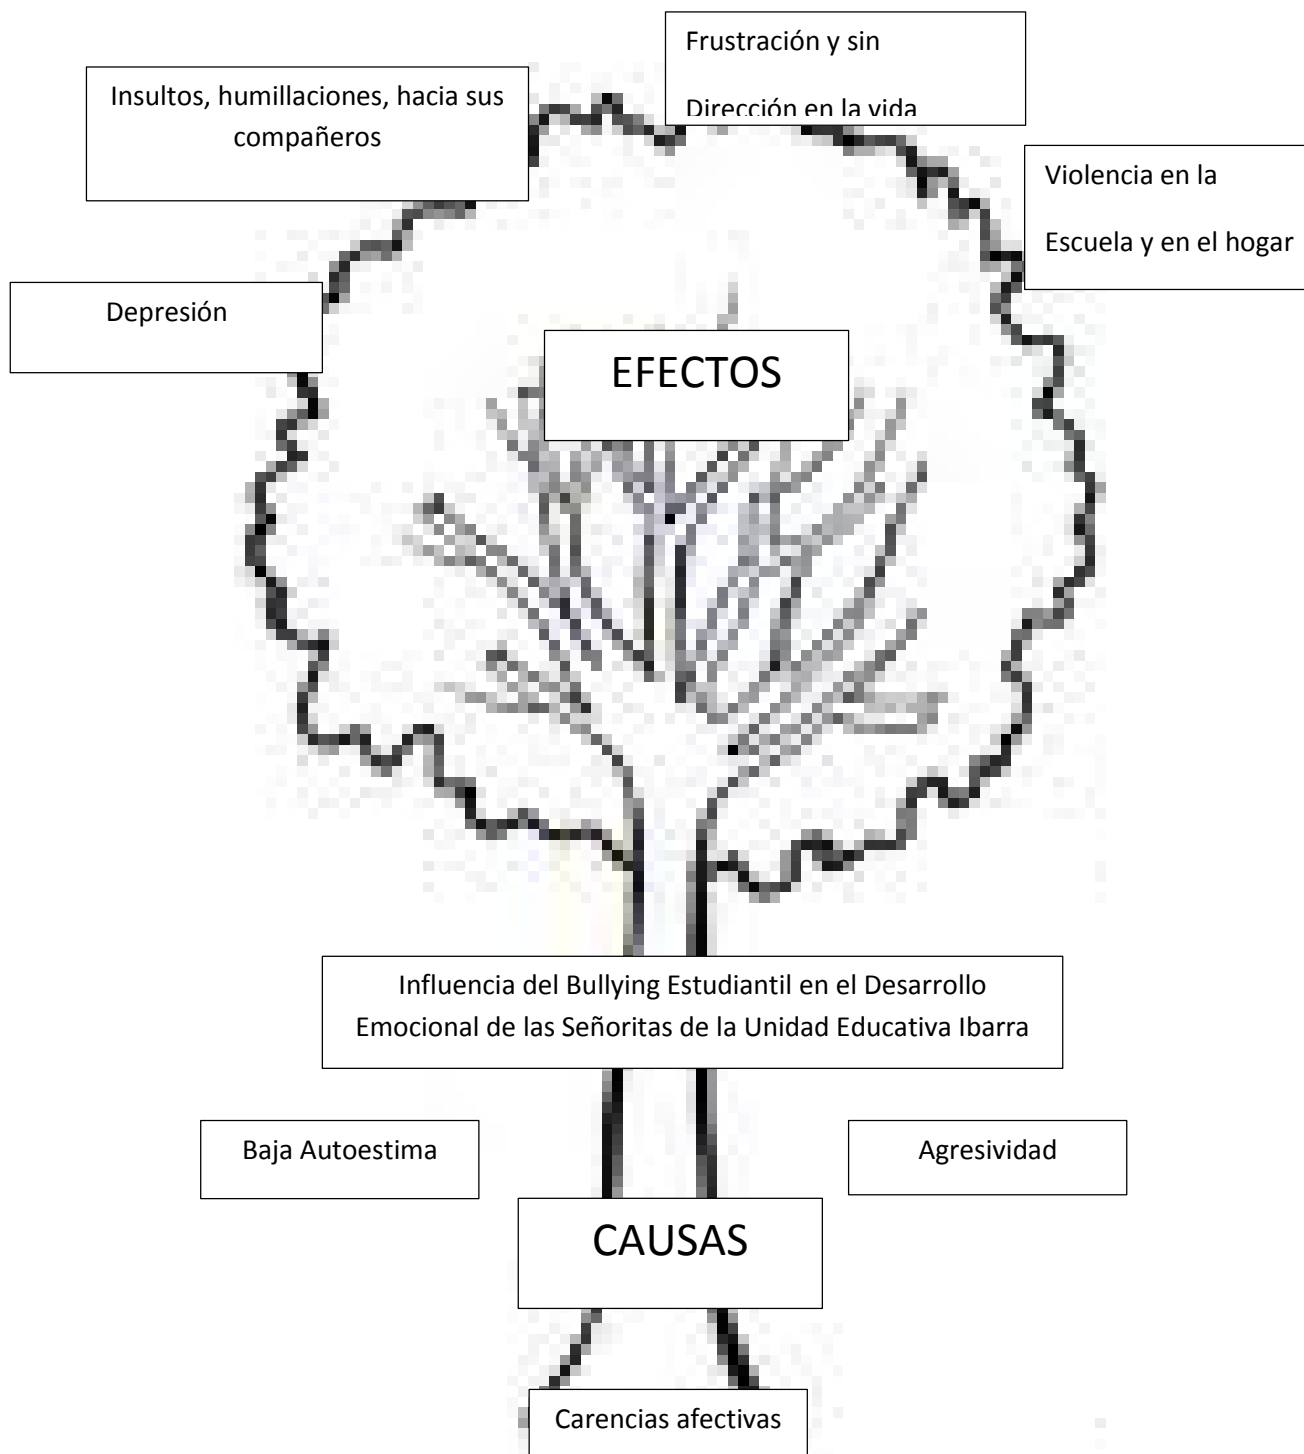 Frustración y sin
Dirección en la vida
Insultos, humillaciones, hacia sus
compañeros
Violencia en la
Escuela y en el hogar
Depresión
EFECTOS
Influencia del Bullying Estudiantil en el Desarrollo
Emocional de las Señoritas de la Unidad Educativa Ibarra
Baja Autoestima
Agresividad
CAUSAS
Carencias afectivas